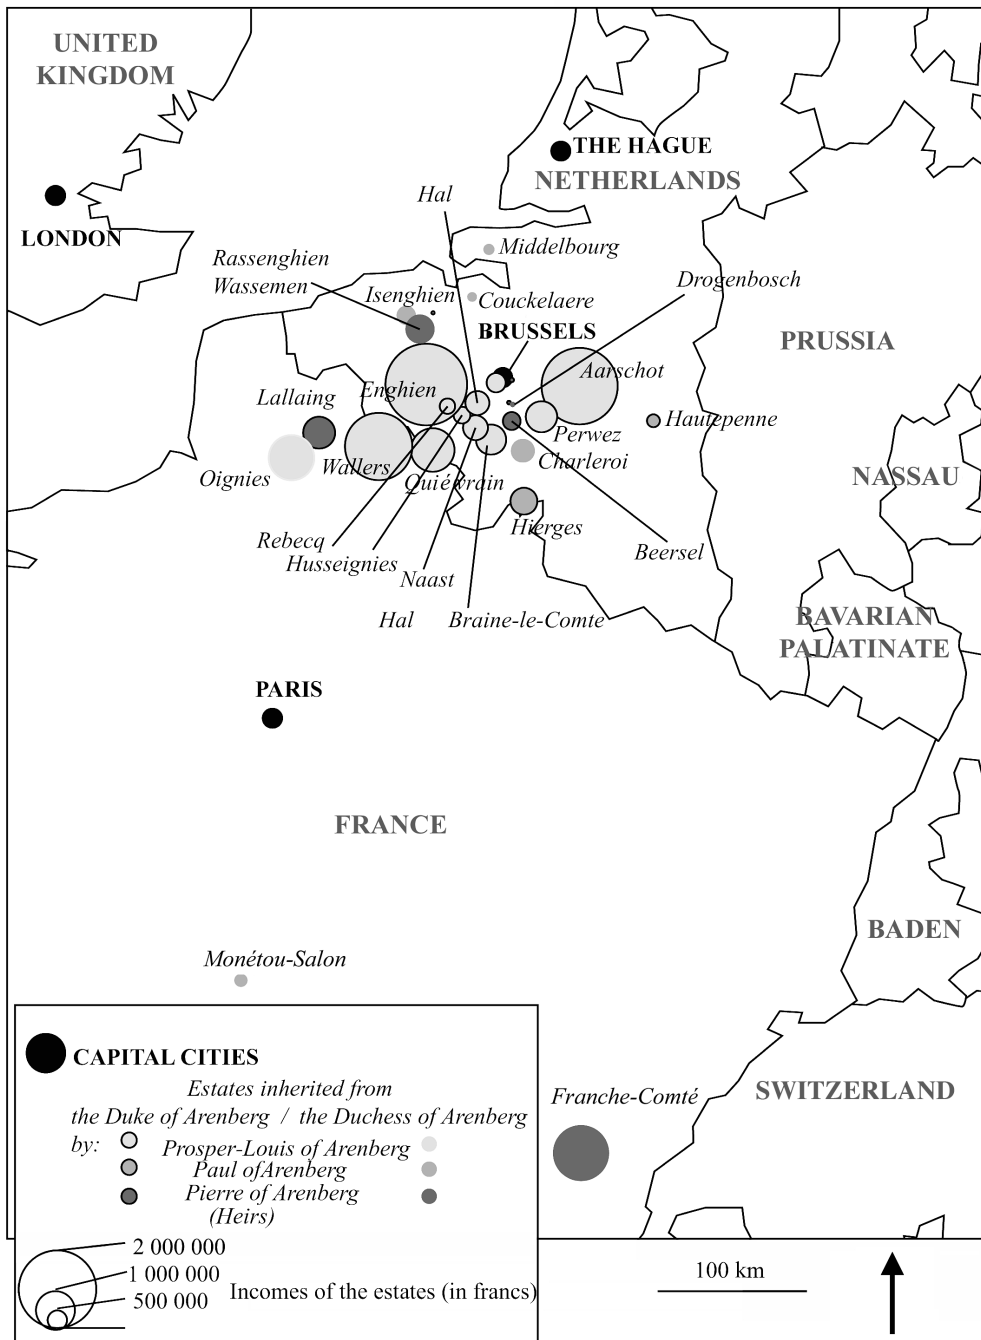 UNITED
KINGDOM
THE HAGUE
NETHERLANDS
Hal
LONDON
Middelbourg
Rassenghien
Wassemen
Isenghien
Couckelaere
Drogenbosch
BRUSSELS
PRUSSIA
Aarschot
Enghien
Lallaing
Hautepenne
Perwez
Charleroi
Wallers
Oignies
Quiévrain
NASSAU
Hierges
Rebecq
Husseignies
Naast
Beersel
Hal
Braine-le-Comte
BAVARIAN
PALATINATE
PARIS
FRANCE
BADEN
Monétou-Salon
Franche-Comté
SWITZERLAND
CAPITAL CITIES
Estates inherited from
the Duke of Arenberg / the Duchess of Arenberg
by:
Prosper-Louis of Arenberg
Paul ofArenberg
Pierre of Arenberg
(Heirs)
2 000 000
1 000 000
500 000
Incomes of the estates (in francs)
100 km